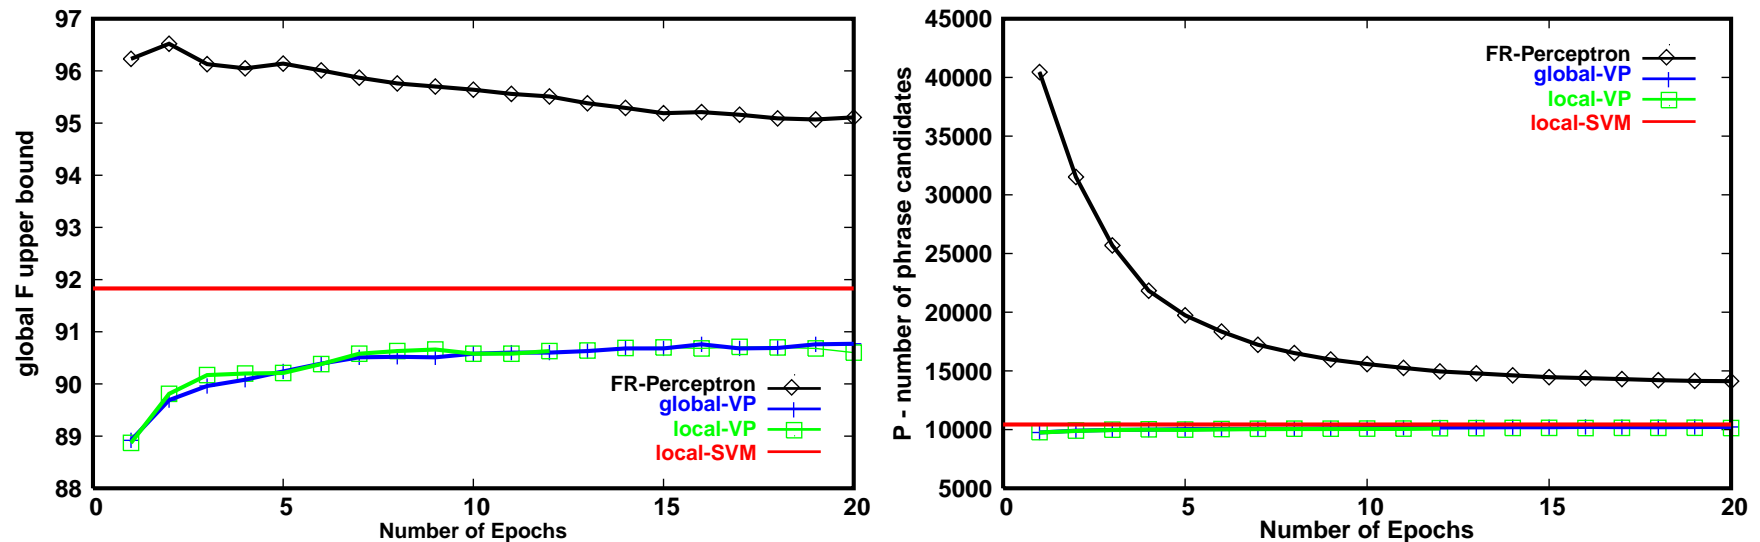 97
96
95
94
93
92
91
90
89
88
global F upper bound
FR-Perceptron
global-VP
local-VP
local-SVM
0 5 10 15 20
Number of Epochs
45000
40000
35000
30000
25000
20000
15000
10000
5000
P - number of phrase candidates
FR-Perceptron
global-VP
local-VP
local-SVM
0 5 10 15 20
Number of Epochs